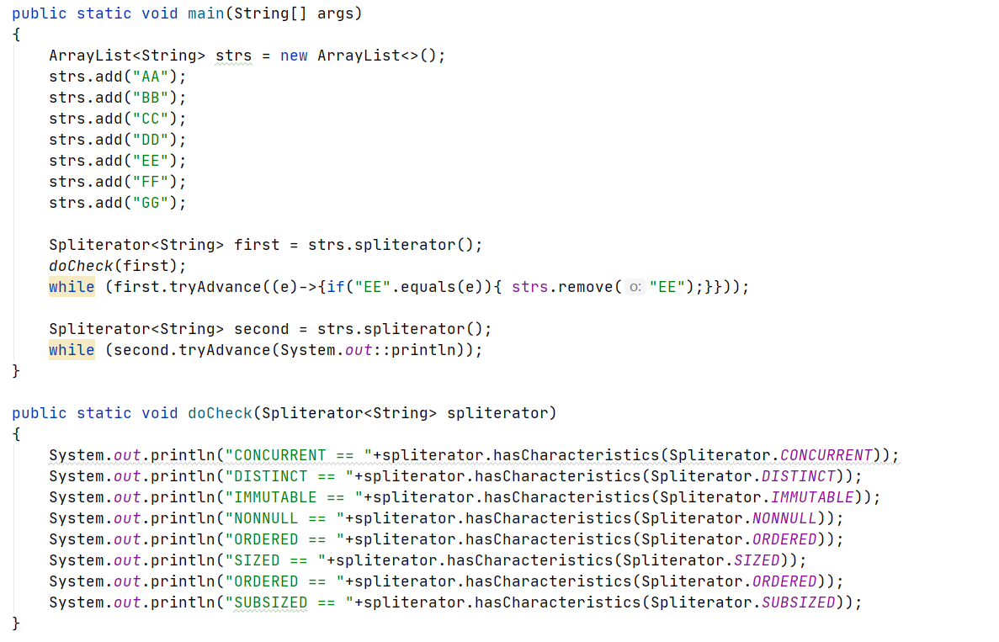 public static void main(String[] args)
{
    ArrayList<String> strs = new ArrayList<>();
    strs.add("AA");
    strs.add("BB");
    strs.add("CC");
    strs.add("DD");
    strs.add("EE");
    strs.add("FF");
    strs.add("GG");

    Spliterator<String> first = strs.spliterator();
    doCheck(first);
    while (first.tryAdvance((e)->{if("EE".equals(e)){ strs.remove( o: "EE");}}));

    Spliterator<String> second = strs.spliterator();
    while (second.tryAdvance(System.out::println));
}

public static void doCheck(Spliterator<String> spliterator)
{
    System.out.println("CONCURRENT == "+spliterator.hasCharacteristics(Spliterator.CONCURRENT));
    System.out.println("DISTINCT == "+spliterator.hasCharacteristics(Spliterator.DISTINCT));
    System.out.println("IMMUTABLE == "+spliterator.hasCharacteristics(Spliterator.IMMUTABLE));
    System.out.println("NONNULL == "+spliterator.hasCharacteristics(Spliterator.NONNULL));
    System.out.println("ORDERED == "+spliterator.hasCharacteristics(Spliterator.ORDERED));
    System.out.println("SIZED == "+spliterator.hasCharacteristics(Spliterator.SIZED));
    System.out.println("ORDERED == "+spliterator.hasCharacteristics(Spliterator.ORDERED));
    System.out.println("SUBSIZED == "+spliterator.hasCharacteristics(Spliterator.SUBSIZED));
}